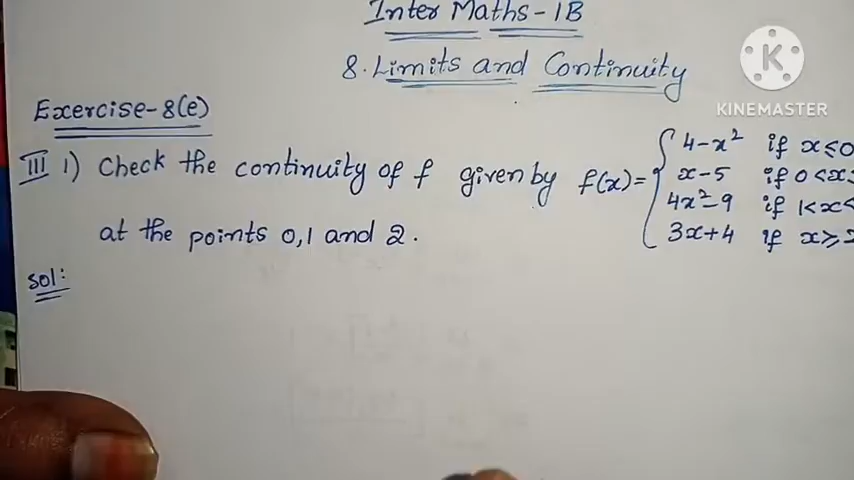 Inter Maths-1B
8. Limits and Continuity
KINEMASTER
Exercise-8(e)
III 1) Check the continuity of f given by f(x)= { 4-x² if x≤0
x-5 if 0<x≤
4x²-9 if 1<x<
3x+4 if x≥2
at the points 0,1 and 2.
Sol: